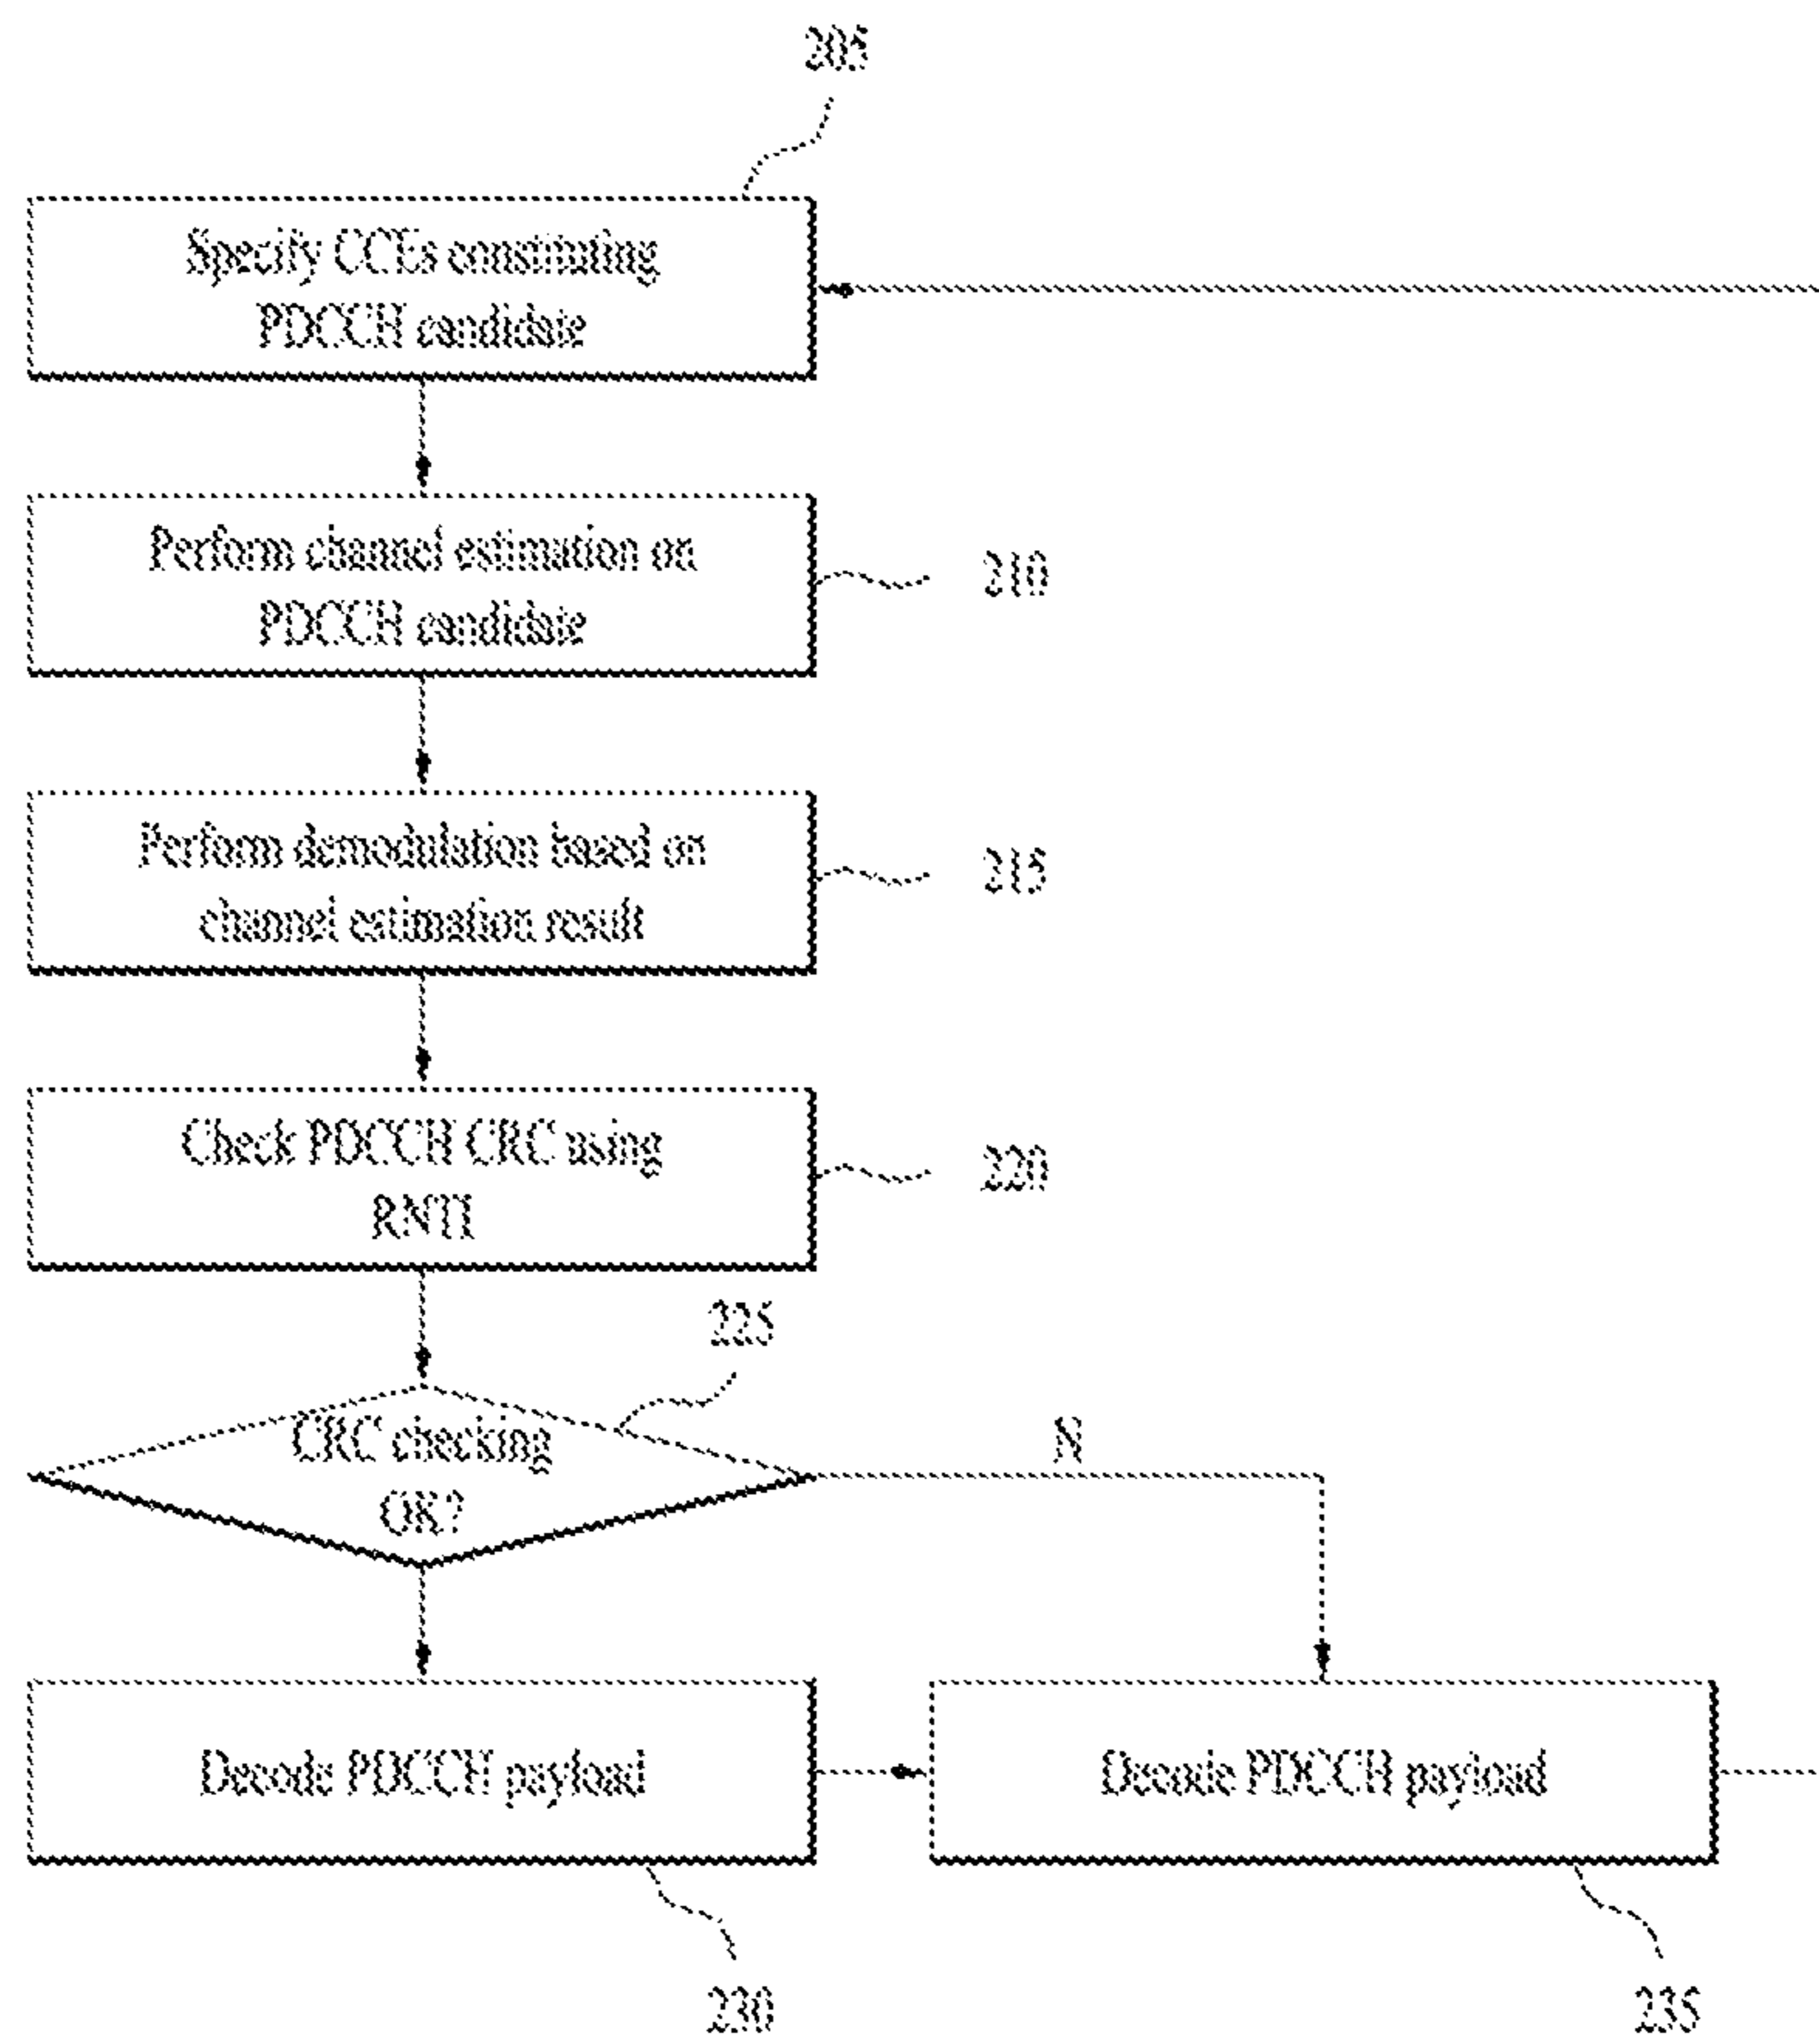 205
Specify CCEs constituting
PDCCH candidate
Perform channel estimation on
PDCCH candidate
210
Perform demodulation based on
channel estimation result
215
Check PDCCH CRC using
RNTI
220
225
CRC checking
OK?
N
Decode PDCCH payload
Decode PDCCH payload
230
235